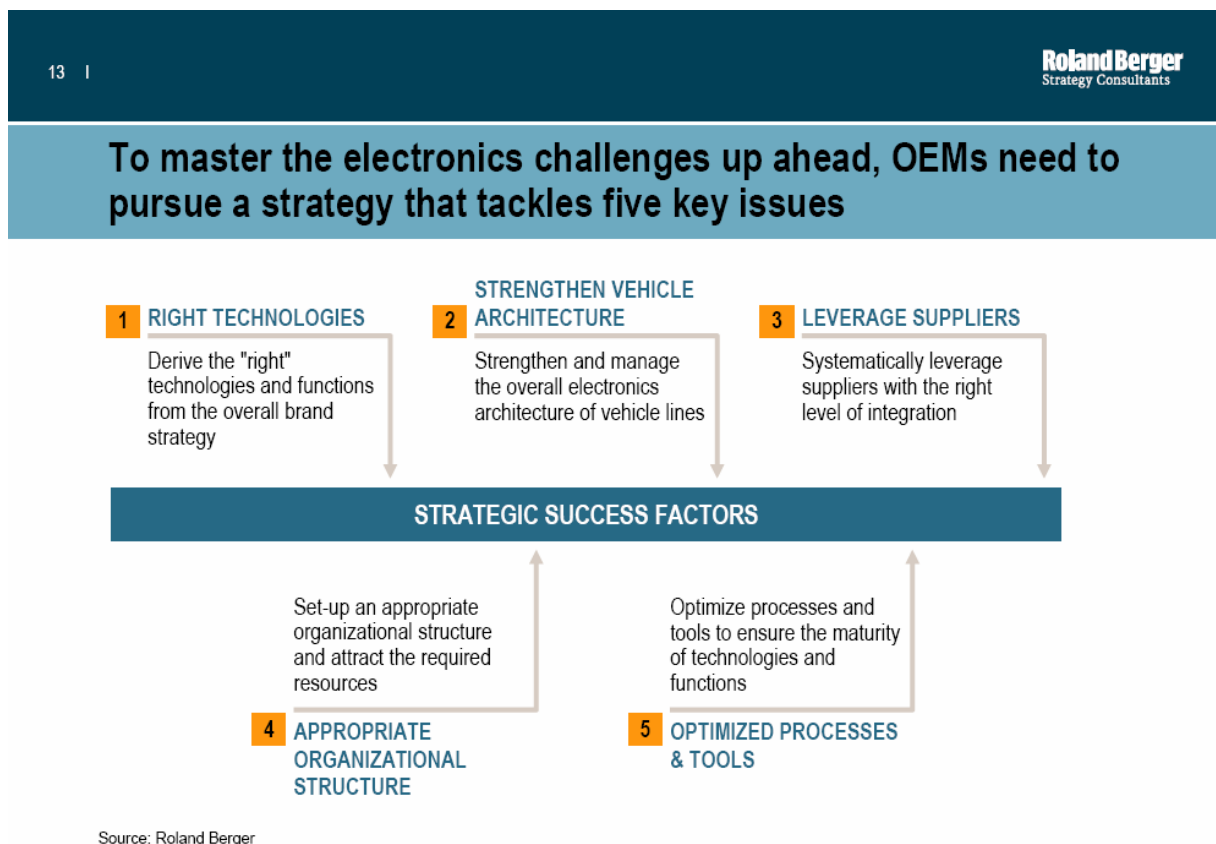 13 I
Roland Berger
Strategy Consultants
To master the electronics challenges up ahead, OEMs need to
pursue a strategy that tackles five key issues
1 RIGHT TECHNOLOGIES
Derive the "right"
technologies and functions
from the overall brand
strategy
2 STRENGTHEN VEHICLE
ARCHITECTURE
Strengthen and manage
the overall electronics
architecture of vehicle lines
3 LEVERAGE SUPPLIERS
Systematically leverage
suppliers with the right
level of integration
STRATEGIC SUCCESS FACTORS
Set-up an appropriate
organizational structure
and attract the required
resources
4 APPROPRIATE
ORGANIZATIONAL
STRUCTURE
Optimize processes and
tools to ensure the maturity
of technologies and
functions
5 OPTIMIZED PROCESSES
& TOOLS
Source: Roland Berger